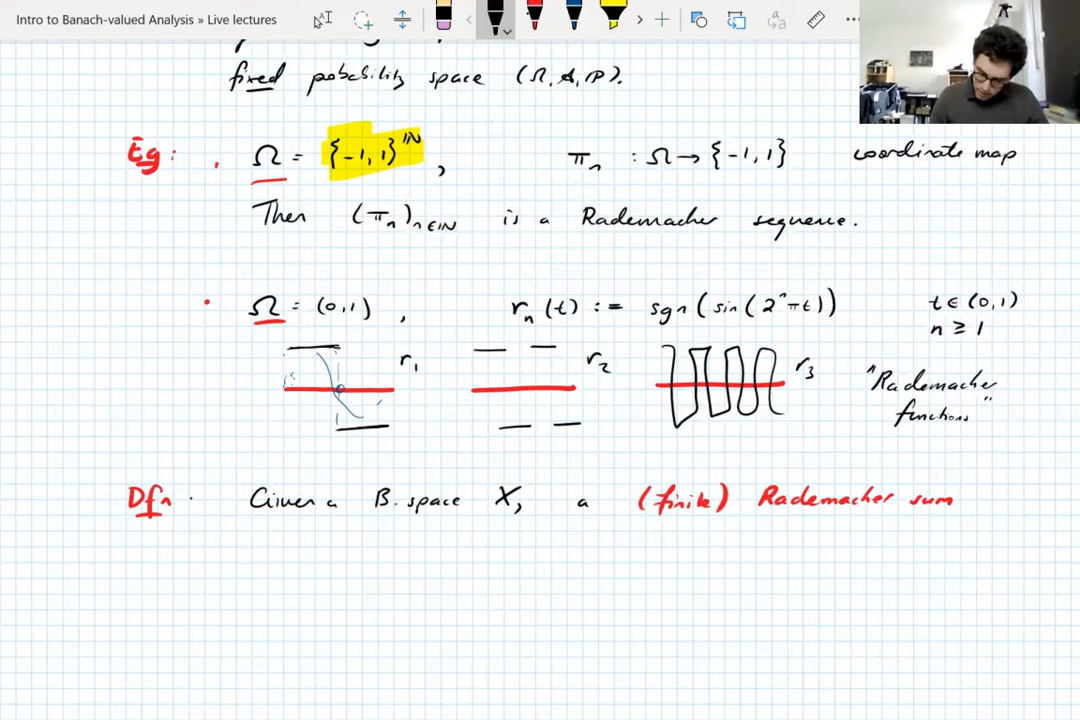 Intro to Banach-valued Analysis » Live lectures
fixed probability space (Ω, A, ℙ).
Eg: · Ω = {-1, 1}^ℕ, π_n : Ω → {-1, 1} coordinate map
Then (π_n)_{n∈ℕ} is a Rademacher sequence.
· Ω = (0,1), r_n(t) := sgn(sin(2^n πt)) t ∈ (0,1)
n ≥ 1
r_1 r_2 r_3 "Rademacher
functions"
Dfn · Given a B. space X, a (finite) Rademacher sum